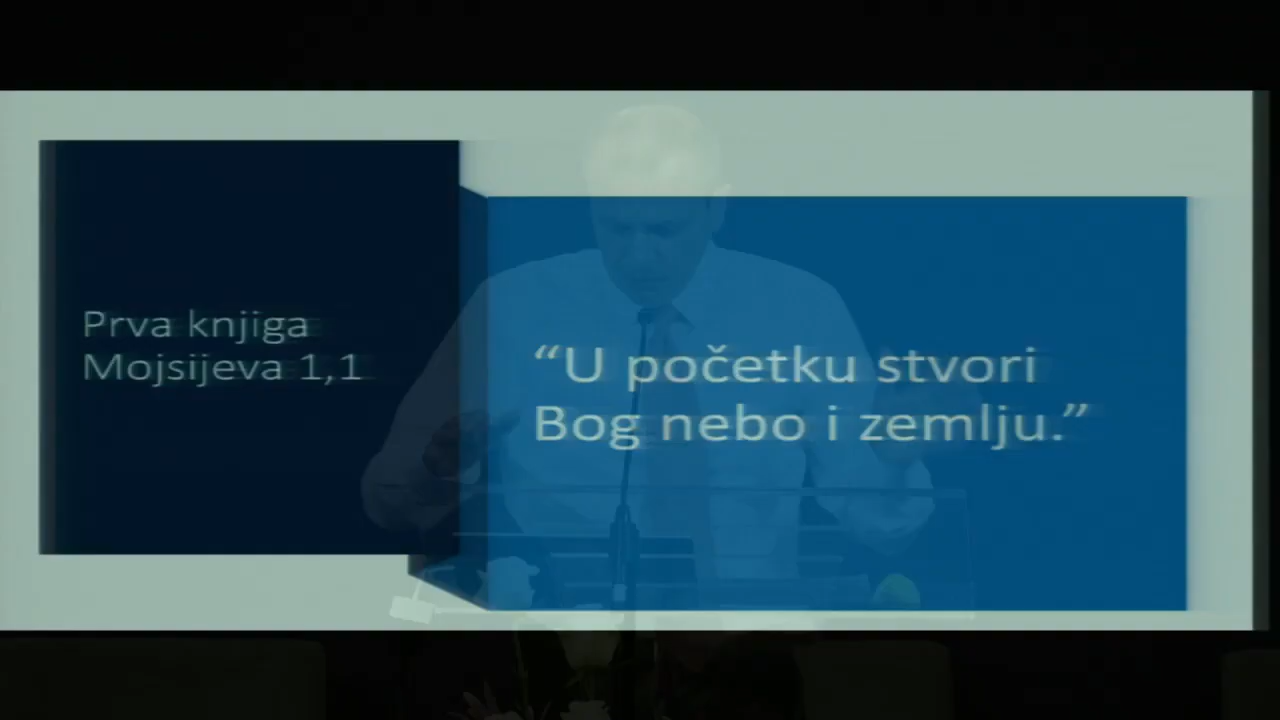 Prva knjiga
Mojsijeva 1,1
“U početku stvori
Bog nebo i zemlju.”